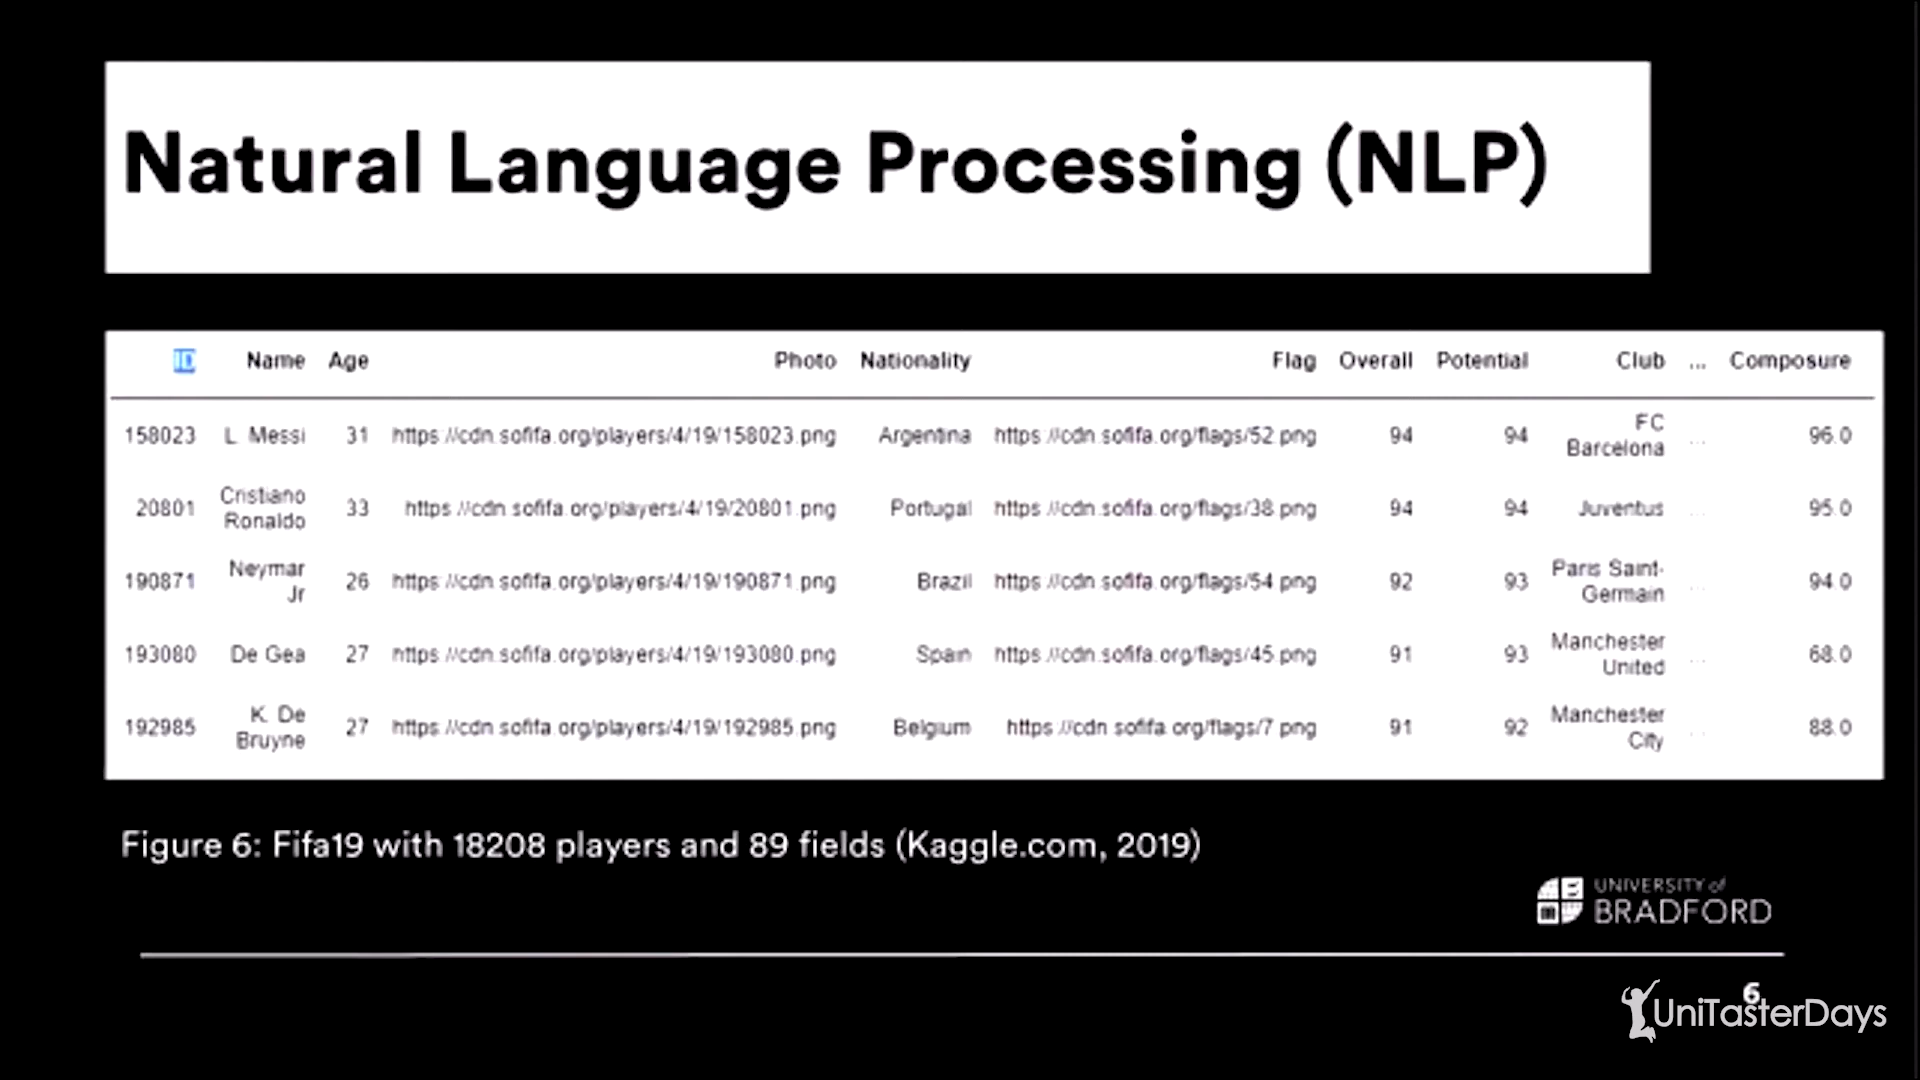 Natural Language Processing (NLP)
ID Name Age Photo Nationality Flag Overall Potential Club ... Composure
158023 L. Messi 31 https://cdn.sofifa.org/players/4/19/158023.png Argentina https://cdn.sofifa.org/flags/52.png 94 94 FC Barcelona ... 96.0
20801 Cristiano Ronaldo 33 https://cdn.sofifa.org/players/4/19/20801.png Portugal https://cdn.sofifa.org/flags/38.png 94 94 Juventus ... 95.0
190871 Neymar Jr 26 https://cdn.sofifa.org/players/4/19/190871.png Brazil https://cdn.sofifa.org/flags/54.png 92 93 Paris Saint-Germain ... 94.0
193080 De Gea 27 https://cdn.sofifa.org/players/4/19/193080.png Spain https://cdn.sofifa.org/flags/45.png 91 93 Manchester United ... 68.0
192985 K. De Bruyne 27 https://cdn.sofifa.org/players/4/19/192985.png Belgium https://cdn.sofifa.org/flags/7.png 91 92 Manchester City ... 88.0
Figure 6: Fifa19 with 18208 players and 89 fields (Kaggle.com, 2019)
UNIVERSITY of
BRADFORD
6
UniTasterDays